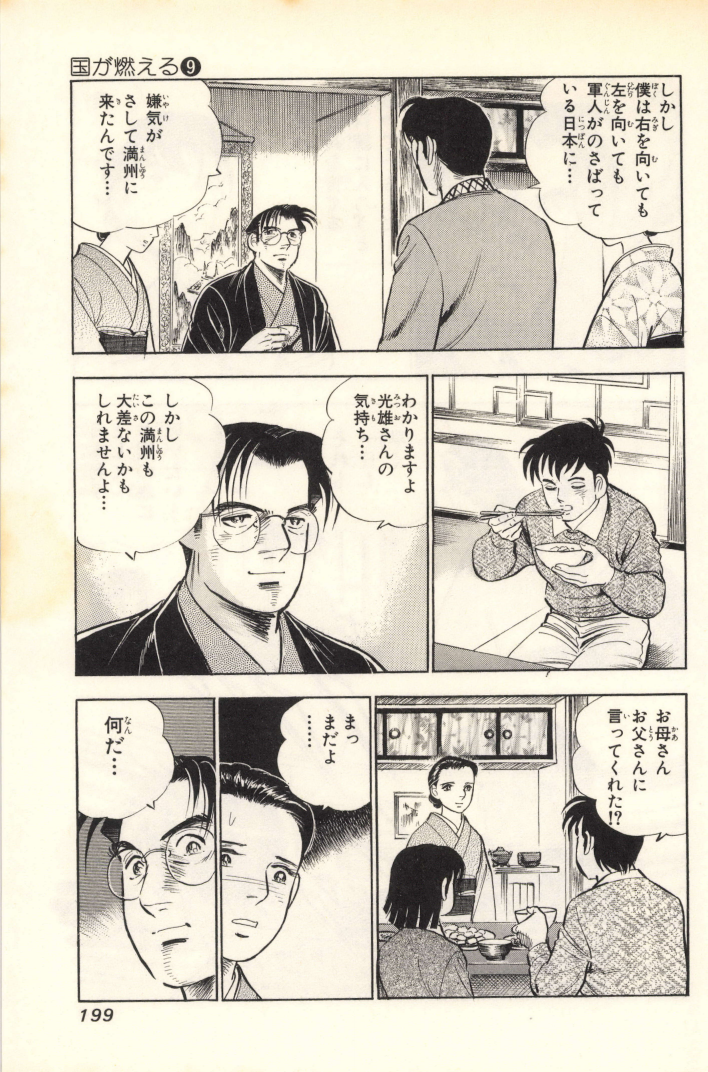 国が燃える❾
しかし
僕は右を向いても
左を向いても
軍人がのさばって
いる日本に…
嫌気が
さして満州に
来たんです…
わかりますよ
光雄さんの
気持ち…
しかし
この満州も
大差ないかも
しれませんよ…
お母さん
お父さんに
言ってくれた!?
まっ
まだよ
……
何だ…
199